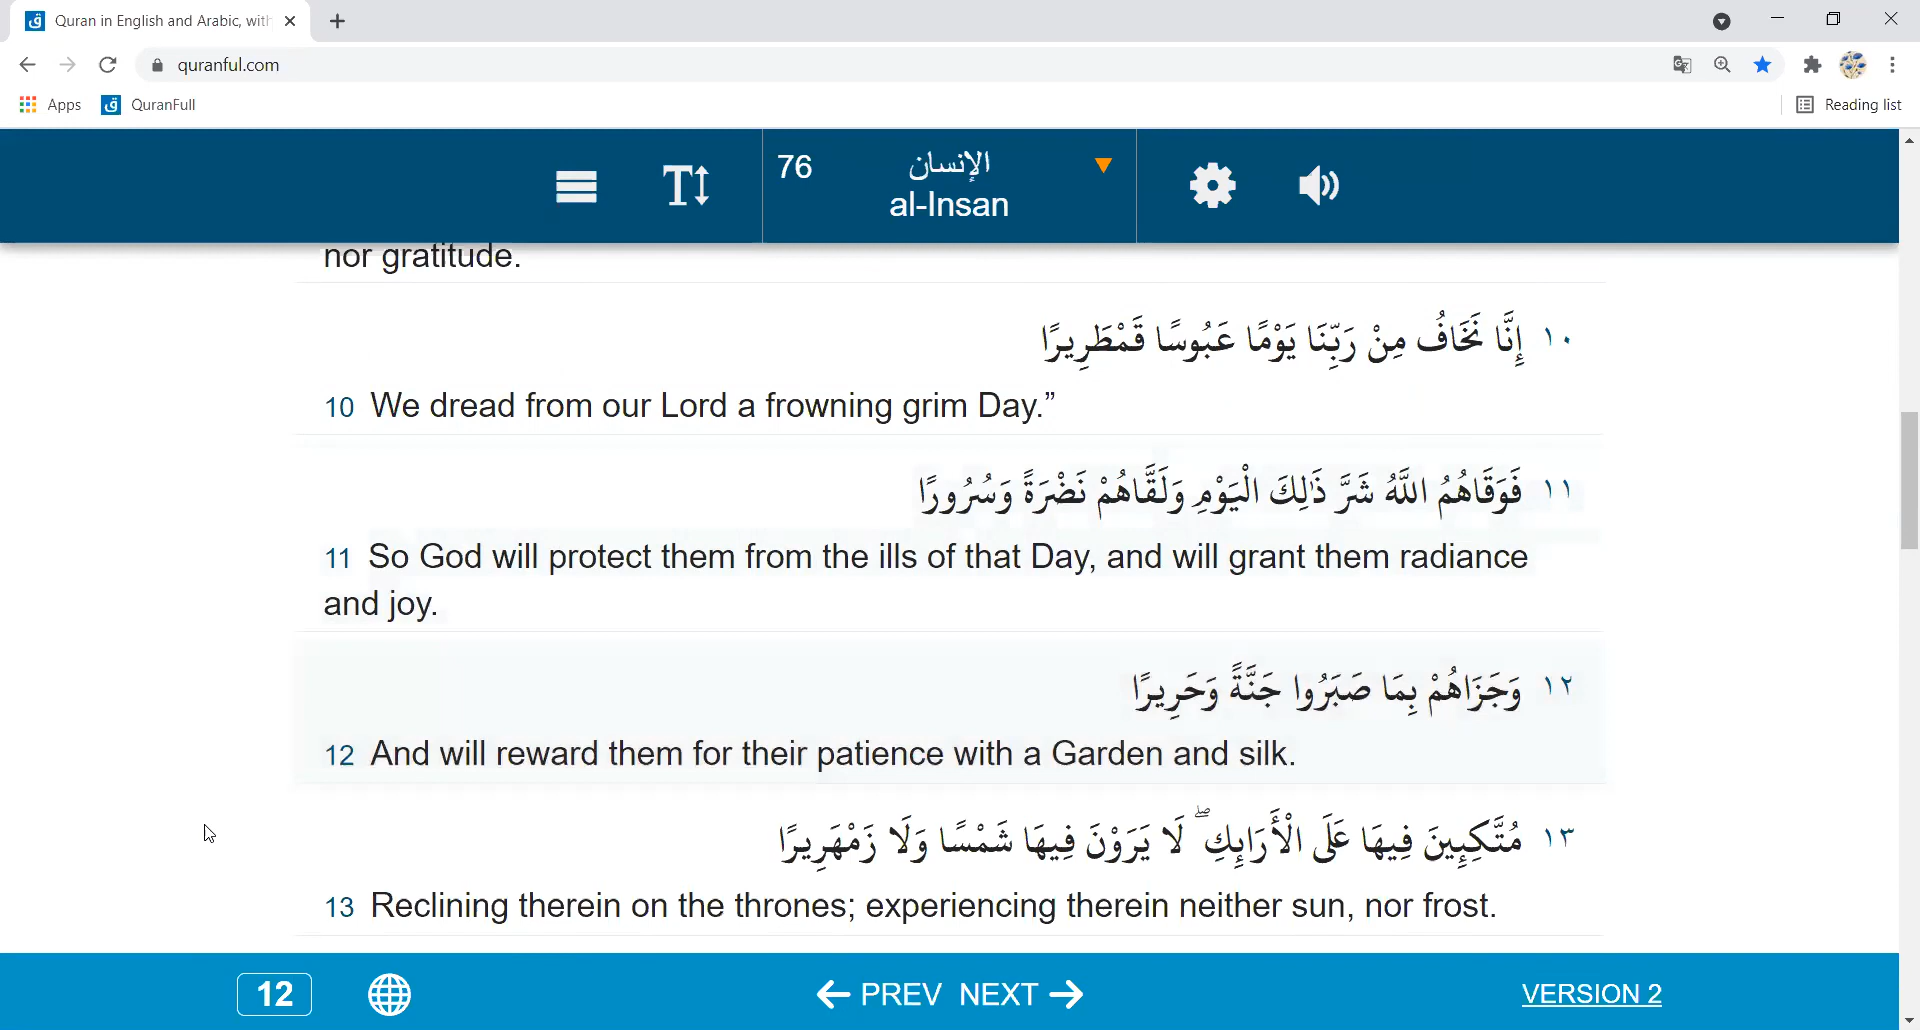 Quran in English and Arabic, with
quranful.com
Apps
QuranFull
Reading list
76
الإنسان
al-Insan
nor gratitude.
١٠ إِنَّا نَخَافُ مِنْ رَبِّنَا يَوْمًا عَبُوسًا قَمْطَرِيرًا
10 We dread from our Lord a frowning grim Day.”
١١ فَوَقَاهُمُ اللَّهُ شَرَّ ذَٰلِكَ الْيَوْمِ وَلَقَّاهُمْ نَضْرَةً وَسُرُورًا
11 So God will protect them from the ills of that Day, and will grant them radiance
and joy.
١٢ وَجَزَاهُمْ بِمَا صَبَرُوا جَنَّةً وَحَرِيرًا
12 And will reward them for their patience with a Garden and silk.
١٣ مُتَّكِئِينَ فِيهَا عَلَى الْأَرَائِكِ ۖ لَا يَرَوْنَ فِيهَا شَمْسًا وَلَا زَمْهَرِيرًا
13 Reclining therein on the thrones; experiencing therein neither sun, nor frost.
12
PREV NEXT
VERSION 2